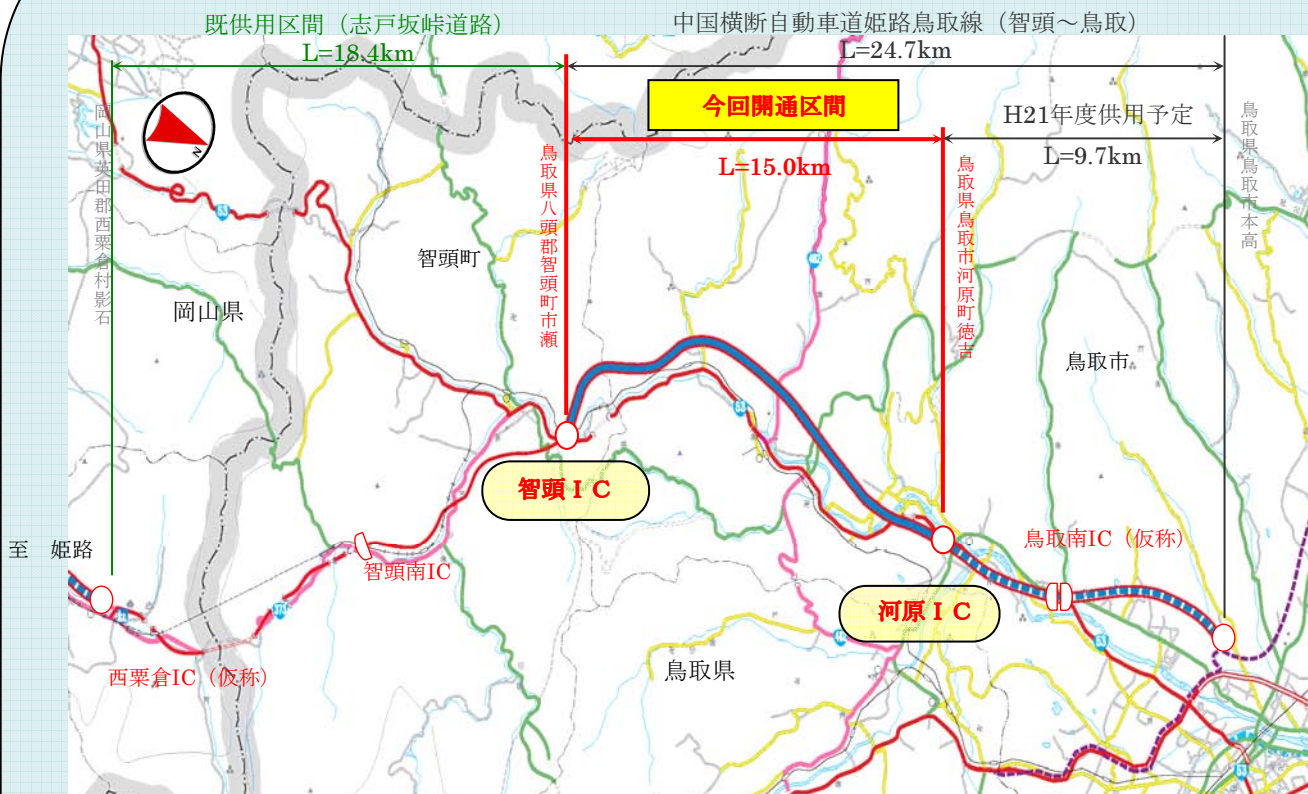 既供用区間（志戸坂峠道路）
L=18.4km
中国横断自動車道姫路鳥取線（智頭～鳥取）
L=24.7km
今回開通区間
L=15.0km
H21年度供用予定
L=9.7km
岡山県英田郡西粟倉村影石
鳥取県八頭郡智頭町市瀬
鳥取県鳥取市河原町徳吉
鳥取県鳥取市本高
N
53
智頭町
岡山県
鳥取市
53
智頭ＩＣ
至　姫路
智頭南IC
鳥取南IC（仮称）
373
河原ＩＣ
西粟倉IC（仮称）
鳥取県
53
53